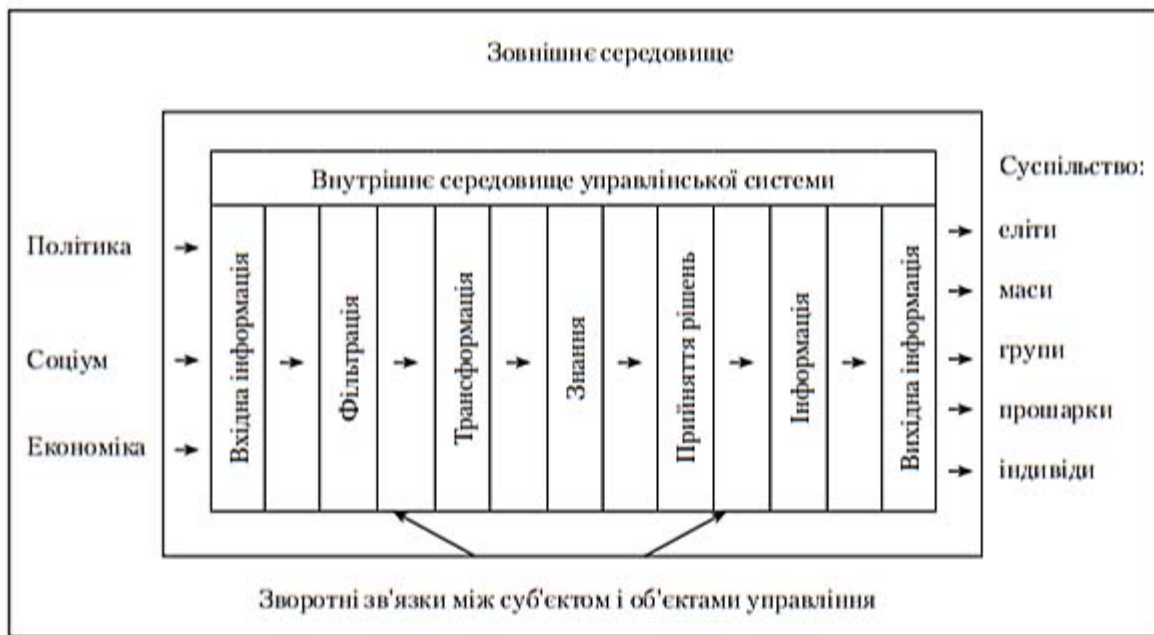 Зовнішнє середовище
Внутрішнє середовище управлінської системи
Політика
Соціум
Економіка
Вхідна інформація
Фільтрація
Трансформація
Знання
Прийняття рішень
Інформація
Вихідна інформація
Суспільство:
еліти
маси
групи
прошарки
індивіди
Зворотні зв'язки між суб'єктом і об'єктами управління